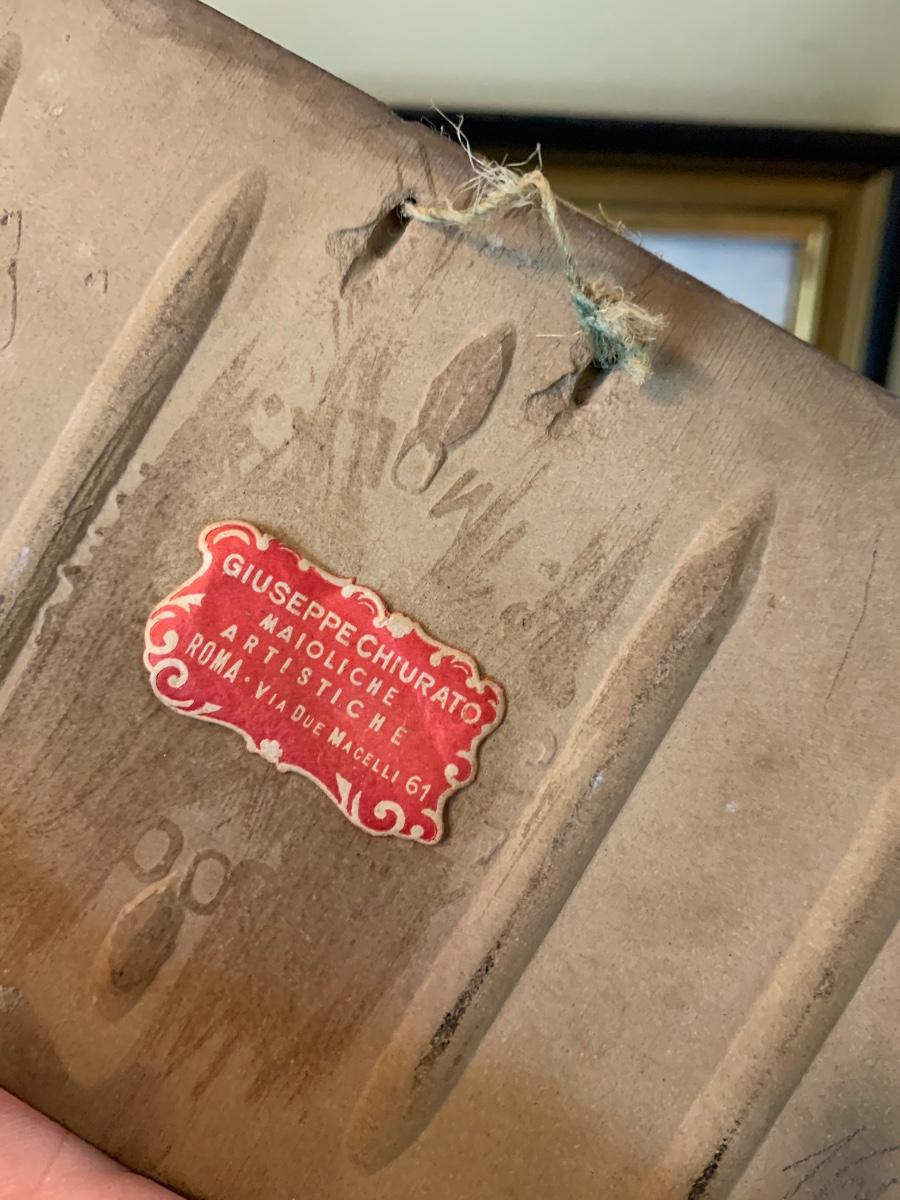 GIUSEPPE CHIURATO
MAIOLICHE
ARTISTICHE
ROMA · VIA DUE MACELLI 61